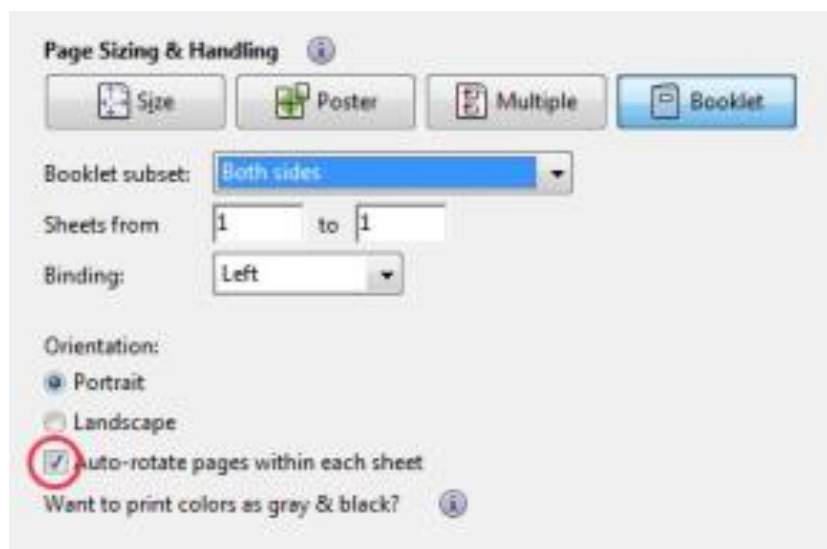 Page Sizing & Handling
Size Poster Multiple Booklet
Booklet subset: Both sides
Sheets from 1 to 1
Binding: Left
Orientation:
Portrait
Landscape
Auto-rotate pages within each sheet
Want to print colors as gray & black?